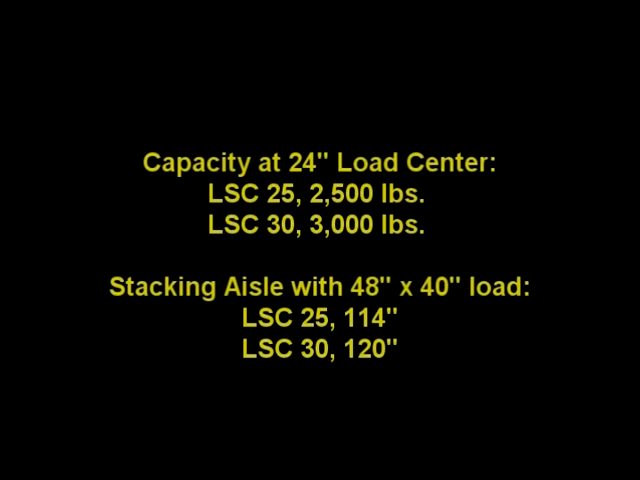 Capacity at 24" Load Center:
LSC 25, 2,500 lbs.
LSC 30, 3,000 lbs.
Stacking Aisle with 48" x 40" load:
LSC 25, 114"
LSC 30, 120"